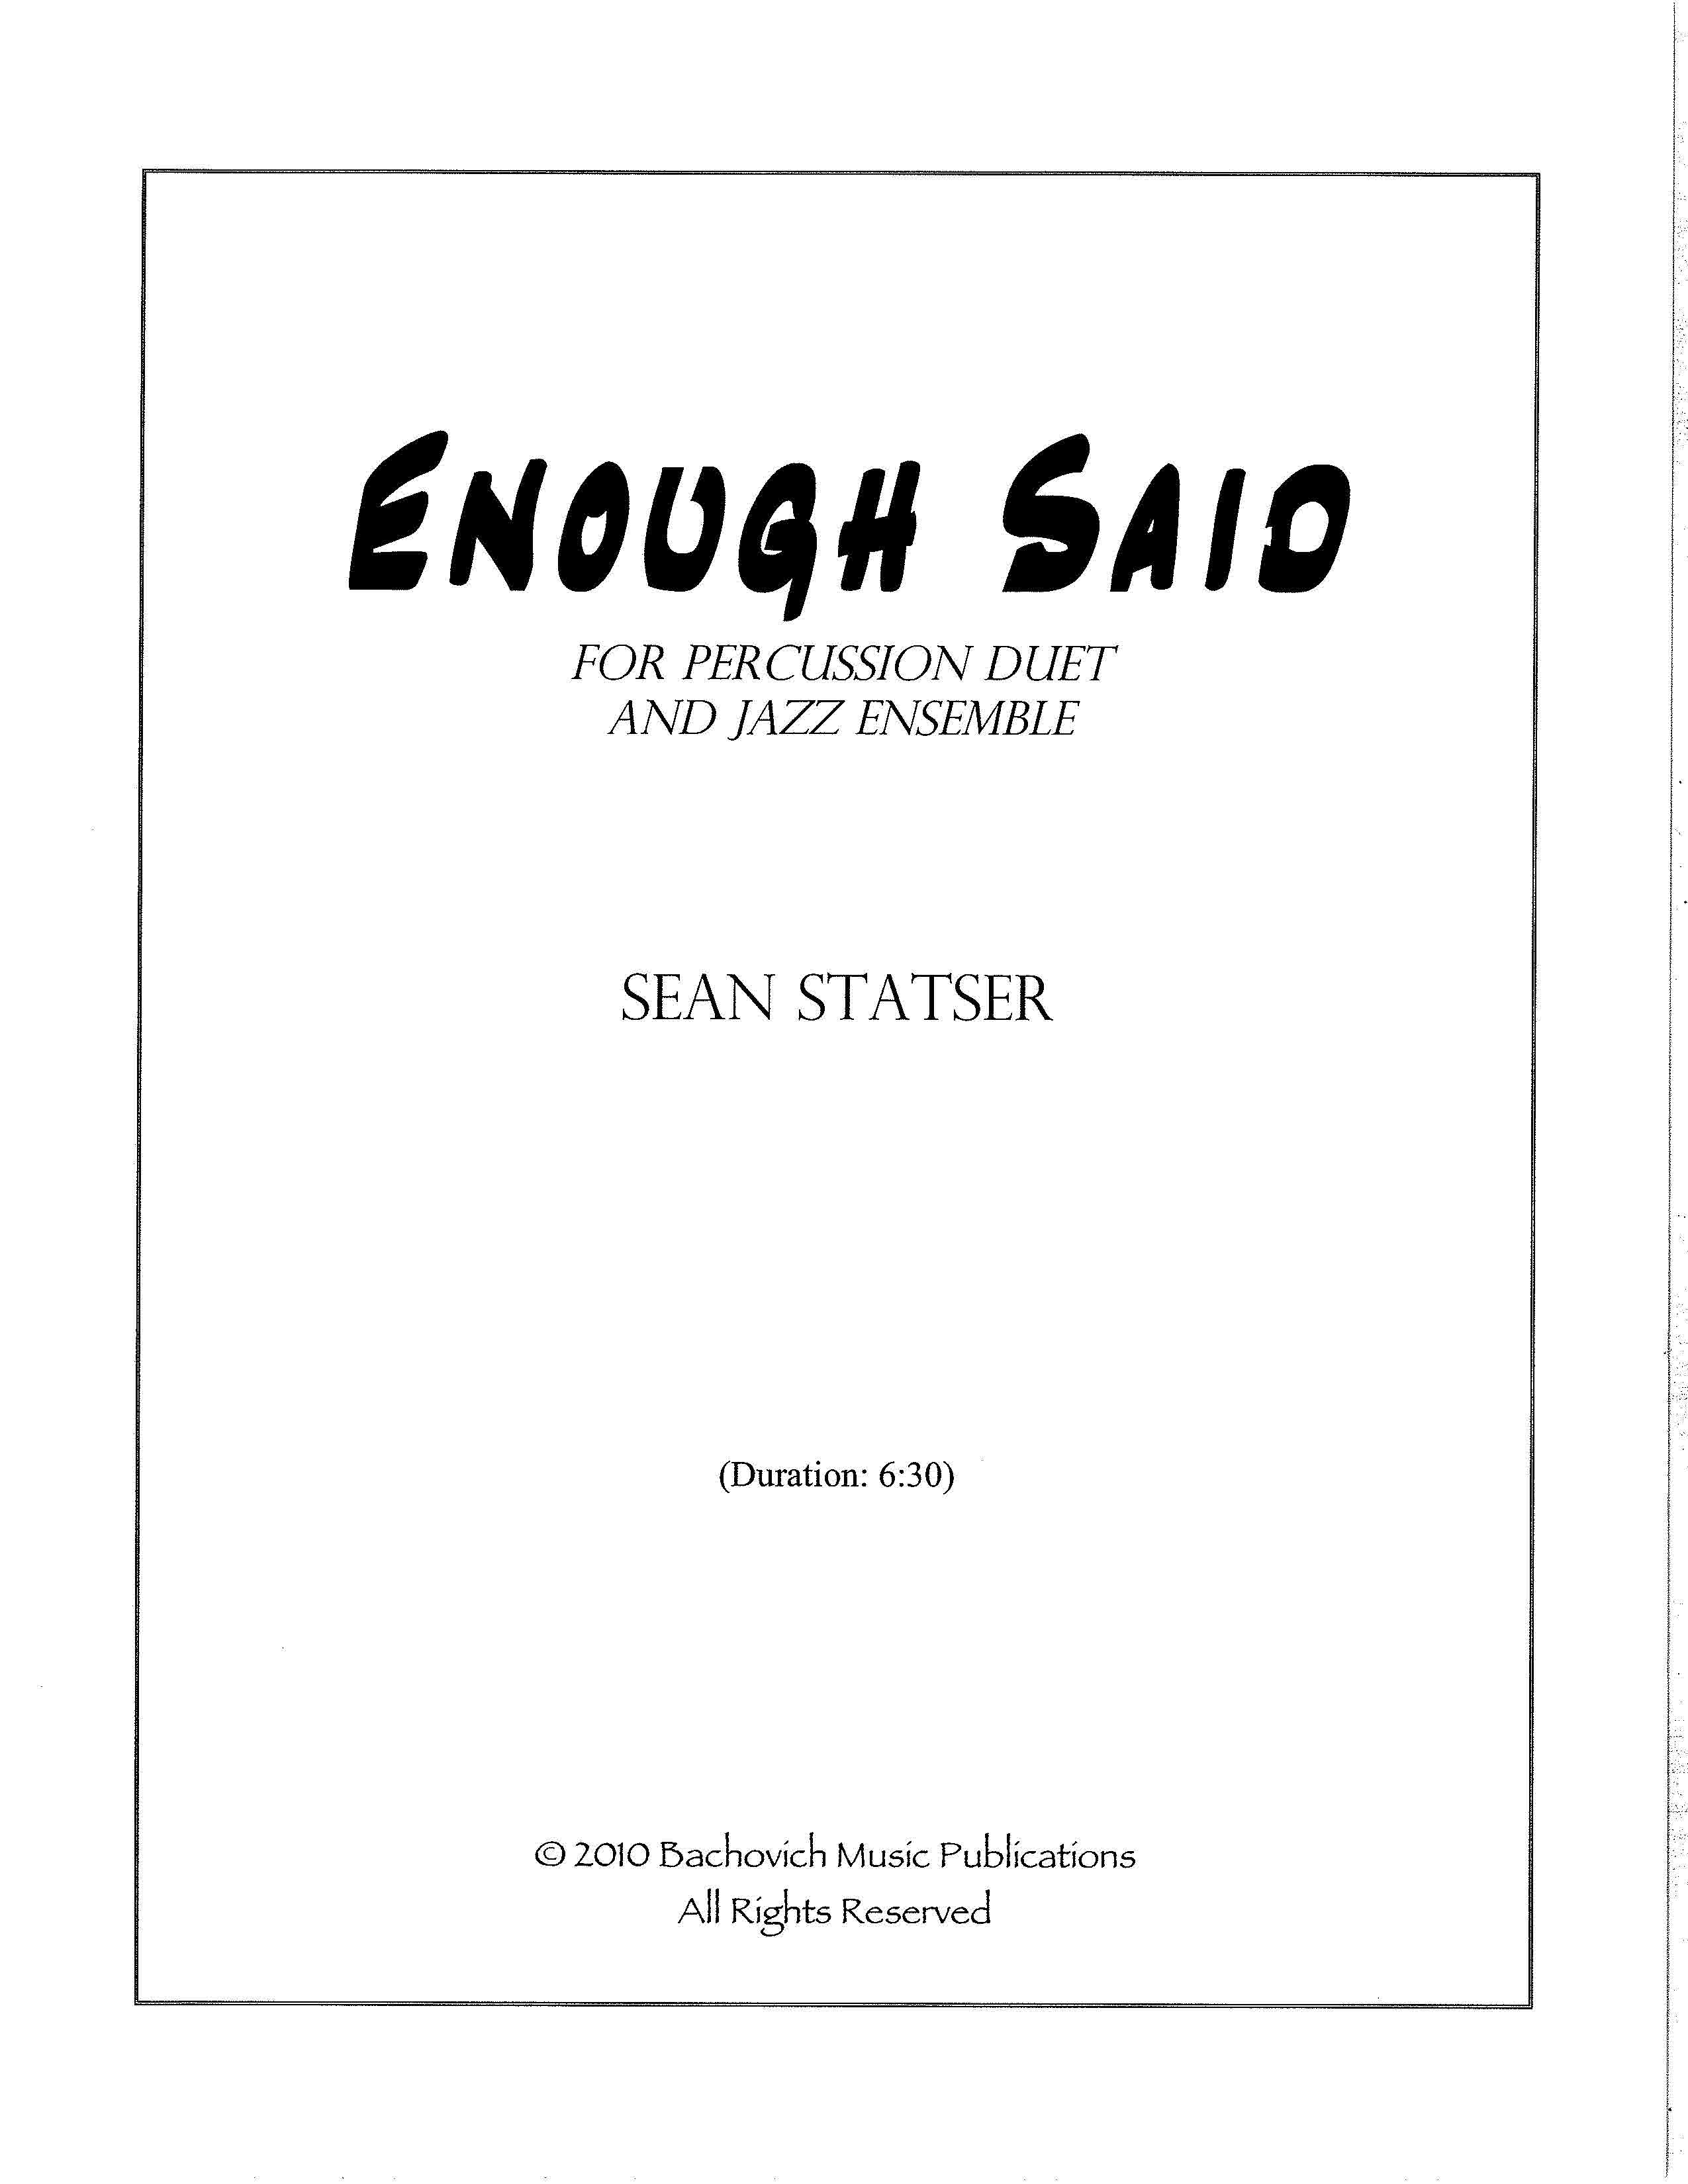 ENOUGH SAID
FOR PERCUSSION DUET
AND JAZZ ENSEMBLE
SEAN STATSER
(Duration: 6:30)
© 2010 Bachovich Music Publications
All Rights Reserved